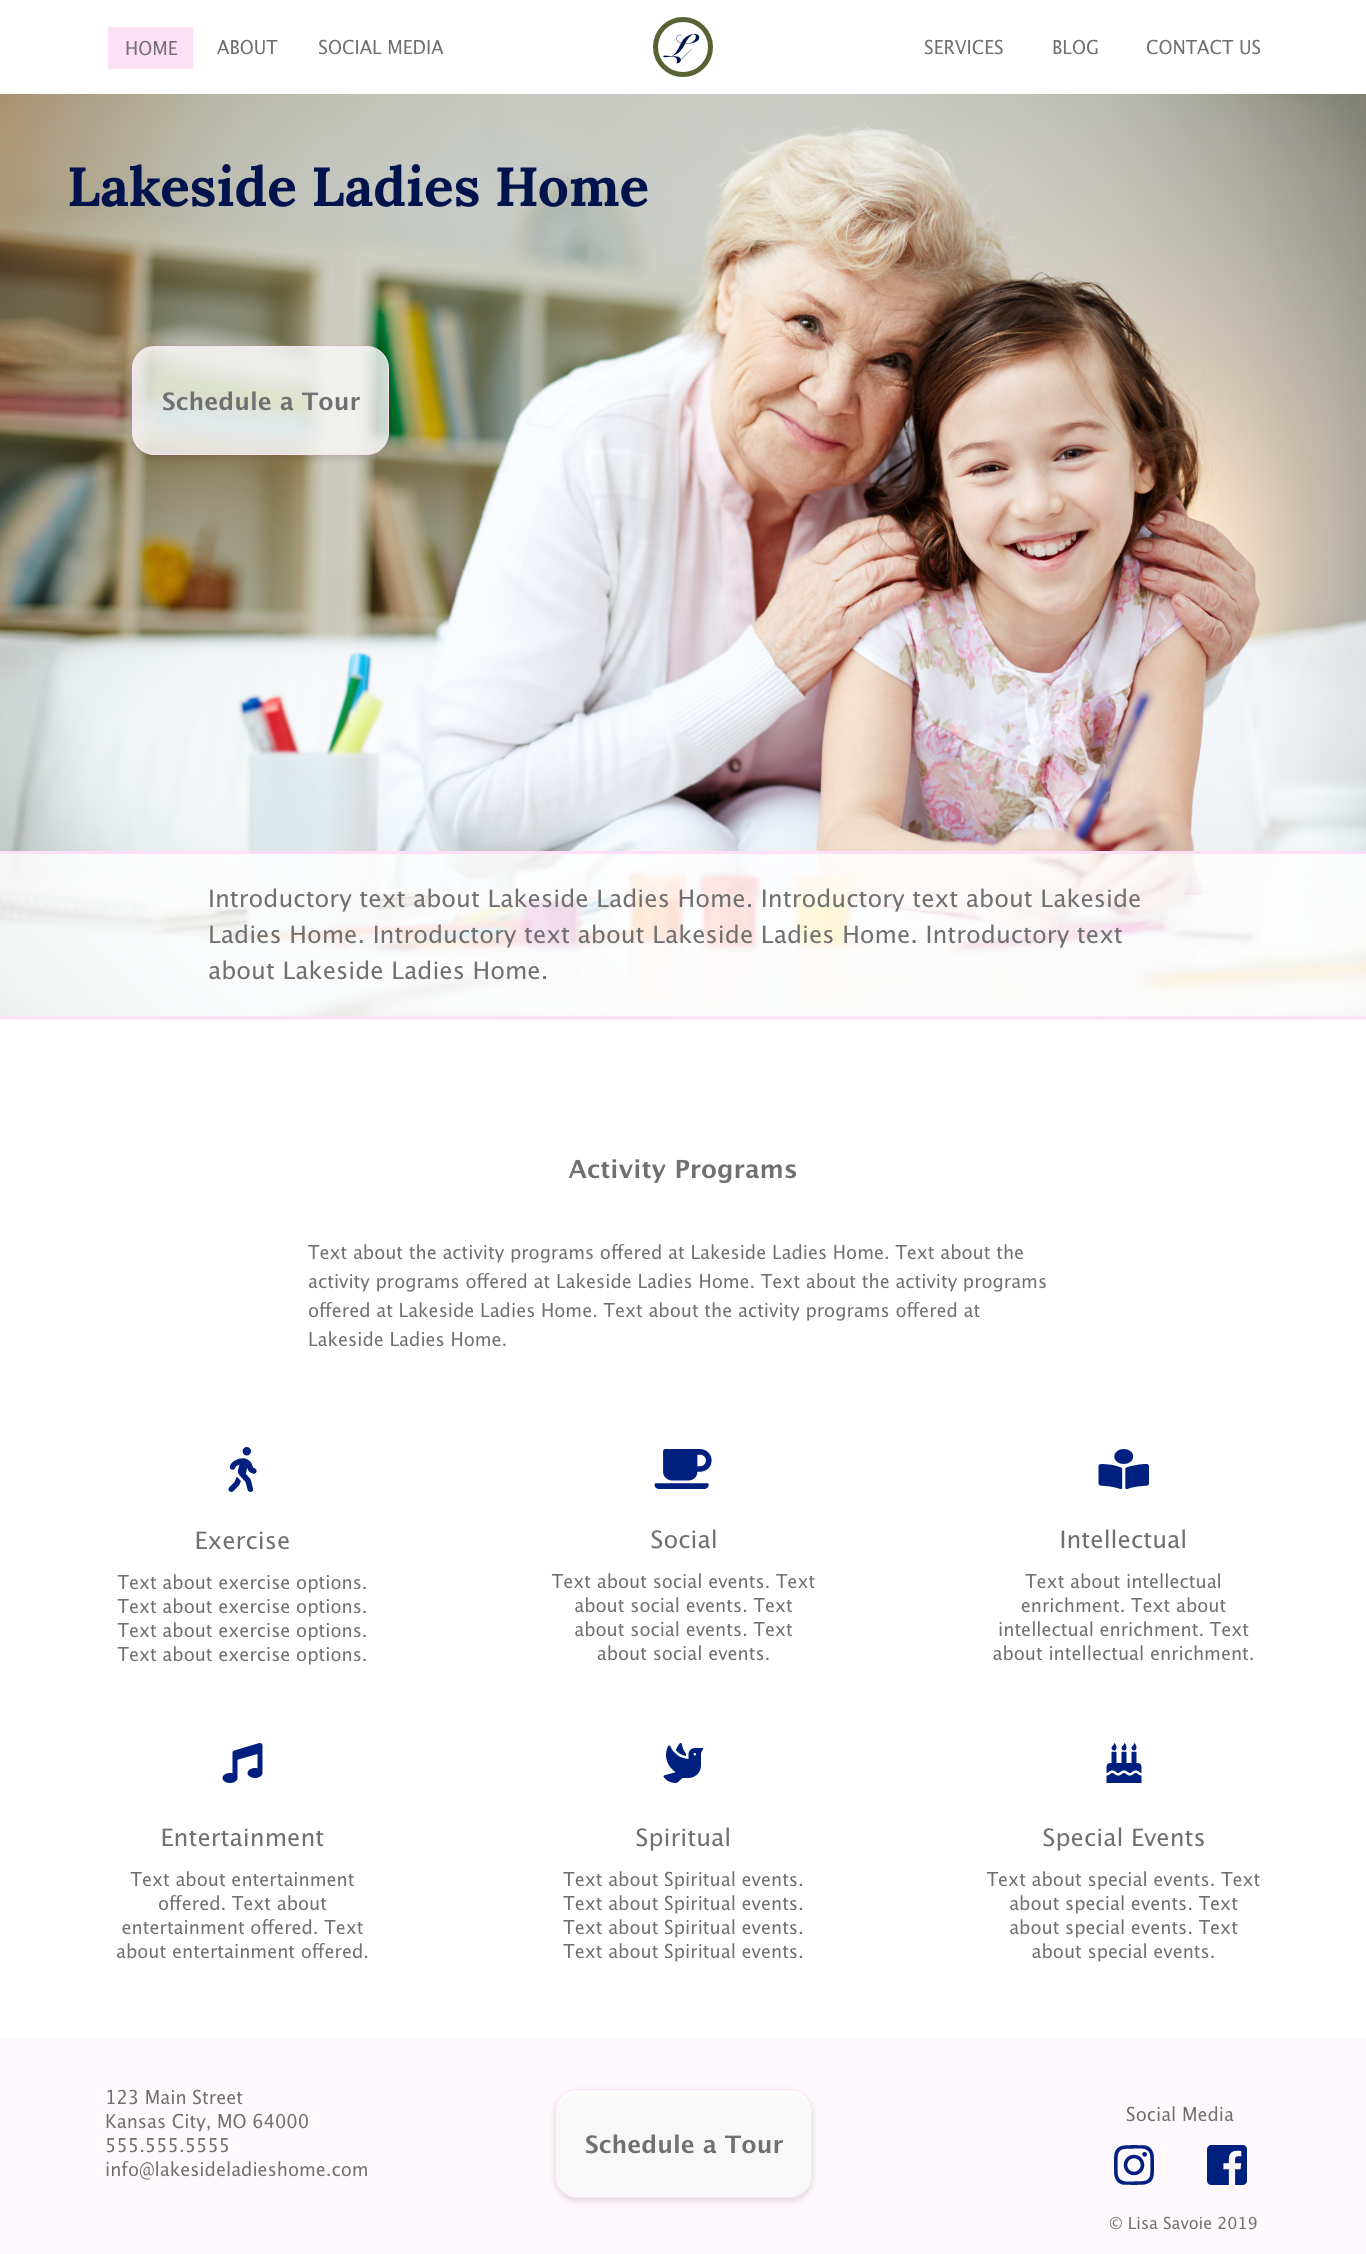 HOME ABOUT SOCIAL MEDIA L SERVICES BLOG CONTACT US
Lakeside Ladies Home
Schedule a Tour
Introductory text about Lakeside Ladies Home. Introductory text about Lakeside
Ladies Home. Introductory text about Lakeside Ladies Home. Introductory text
about Lakeside Ladies Home.
Activity Programs
Text about the activity programs offered at Lakeside Ladies Home. Text about the
activity programs offered at Lakeside Ladies Home. Text about the activity programs
offered at Lakeside Ladies Home. Text about the activity programs offered at
Lakeside Ladies Home.
Exercise
Text about exercise options.
Text about exercise options.
Text about exercise options.
Text about exercise options.
Social
Text about social events. Text
about social events. Text
about social events. Text
about social events.
Intellectual
Text about intellectual
enrichment. Text about
intellectual enrichment. Text
about intellectual enrichment.
Entertainment
Text about entertainment
offered. Text about
entertainment offered. Text
about entertainment offered.
Spiritual
Text about Spiritual events.
Text about Spiritual events.
Text about Spiritual events.
Text about Spiritual events.
Special Events
Text about special events. Text
about special events. Text
about special events. Text
about special events.
123 Main Street
Kansas City, MO 64000
555.555.5555
info@lakesideladieshome.com
Schedule a Tour
Social Media
© Lisa Savoie 2019